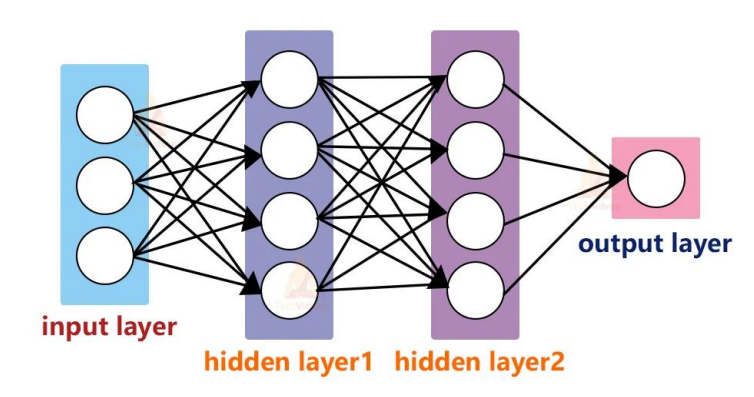 input layer
hidden layer1
hidden layer2
output layer